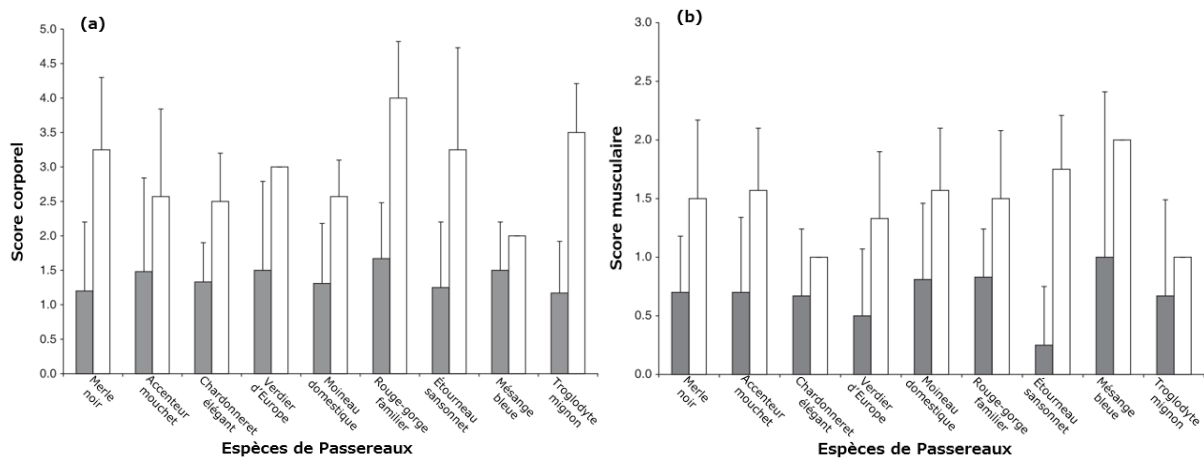 (a)
Score corporel
5.0
4.5
4.0
3.5
3.0
2.5
2.0
1.5
1.0
0.5
0.0
Merle
noir
Accenteur
mouchet
Chardonneret
élégant
Verdier
d'Europe
Moineau
domestique
Rouge-gorge
familier
Étourneau
sansonnet
Mésange
bleue
Troglodyte
mignon
Espèces de Passereaux
(b)
Score musculaire
3.0
2.5
2.0
1.5
1.0
0.5
0.0
Merle
noir
Accenteur
mouchet
Chardonneret
élégant
Verdier
d'Europe
Moineau
domestique
Rouge-gorge
familier
Étourneau
sansonnet
Mésange
bleue
Troglodyte
mignon
Espèces de Passereaux